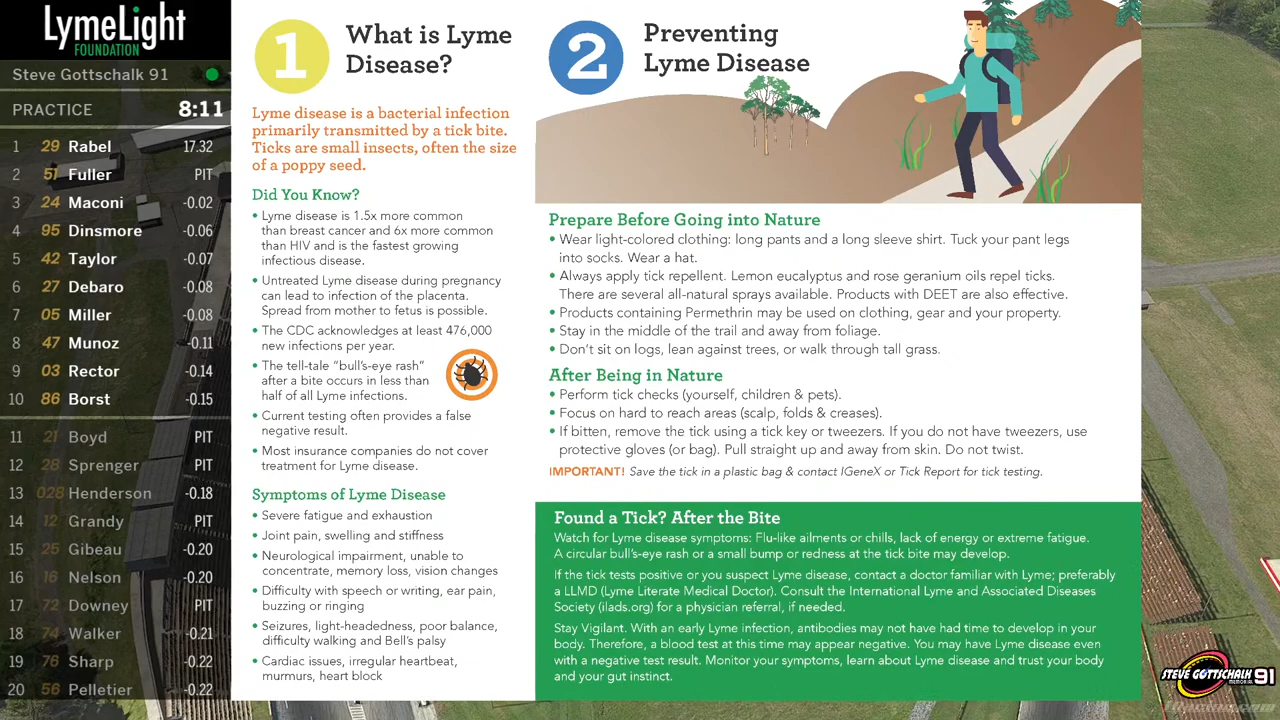 LymeLight
FOUNDATION
Steve Gottschalk 91
PRACTICE 8:11
1 29 Rabel 17.32
2 51 Fuller PIT
3 24 Maconi -0.02
4 95 Dinsmore -0.06
5 42 Taylor -0.07
6 27 Debaro -0.08
7 05 Miller -0.08
8 47 Munoz -0.11
9 03 Rector -0.14
10 86 Borst -0.15
11 21 Boyd PIT
12 28 Sprenger PIT
13 028 Henderson -0.18
14 12 Grandy PIT
15 25 Gibeau -0.20
16 16 Nelson -0.20
17 72 Downey PIT
18 74 Walker -0.21
19 76 Sharp -0.22
20 56 Pelletier -0.22
1
What is Lyme
Disease?
Lyme disease is a bacterial infection
primarily transmitted by a tick bite.
Ticks are small insects, often the size
of a poppy seed.
Did You Know?
• Lyme disease is 1.5x more common
than breast cancer and 6x more common
than HIV and is the fastest growing
infectious disease.
• Untreated Lyme disease during pregnancy
can lead to infection of the placenta.
Spread from mother to fetus is possible.
• The CDC acknowledges at least 476,000
new infections per year.
• The tell-tale "bull's-eye rash"
after a bite occurs in less than
half of all Lyme infections.
• Current testing often provides a false
negative result.
• Most insurance companies do not cover
treatment for Lyme disease.
Symptoms of Lyme Disease
• Severe fatigue and exhaustion
• Joint pain, swelling and stiffness
• Neurological impairment, unable to
concentrate, memory loss, vision changes
• Difficulty with speech or writing, ear pain,
buzzing or ringing
• Seizures, light-headedness, poor balance,
difficulty walking and Bell's palsy
• Cardiac issues, irregular heartbeat,
murmurs, heart block
2
Preventing
Lyme Disease
Prepare Before Going into Nature
• Wear light-colored clothing: long pants and a long sleeve shirt. Tuck your pant legs
into socks. Wear a hat.
• Always apply tick repellent. Lemon eucalyptus and rose geranium oils repel ticks.
There are several all-natural sprays available. Products with DEET are also effective.
• Products containing Permethrin may be used on clothing, gear and your property.
• Stay in the middle of the trail and away from foliage.
• Don't sit on logs, lean against trees, or walk through tall grass.
After Being in Nature
• Perform tick checks (yourself, children & pets).
• Focus on hard to reach areas (scalp, folds & creases).
• If bitten, remove the tick using a tick key or tweezers. If you do not have tweezers, use
protective gloves (or bag). Pull straight up and away from skin. Do not twist.
IMPORTANT! Save the tick in a plastic bag & contact IGeneX or Tick Report for tick testing.
Found a Tick? After the Bite
Watch for Lyme disease symptoms: Flu-like ailments or chills, lack of energy or extreme fatigue.
A circular bull's-eye rash or a small bump or redness at the tick bite may develop.
If the tick tests positive or you suspect Lyme disease, contact a doctor familiar with Lyme; preferably
a LLMD (Lyme Literate Medical Doctor). Consult the International Lyme and Associated Diseases
Society (ilads.org) for a physician referral, if needed.
Stay Vigilant. With an early Lyme infection, antibodies may not have had time to develop in your
body. Therefore, a blood test at this time may appear negative. You may have Lyme disease even
with a negative test result. Monitor your symptoms, learn about Lyme disease and trust your body
and your gut instinct.
STEVE GOTTSCHALK 91
MEMORIAL
iRacing.com